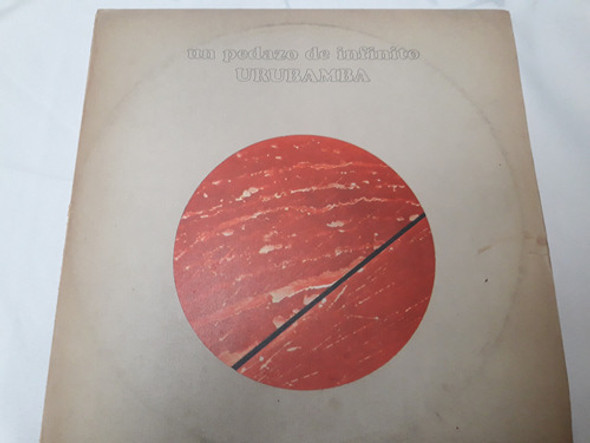 un pedazo de infinito
URUBAMBA